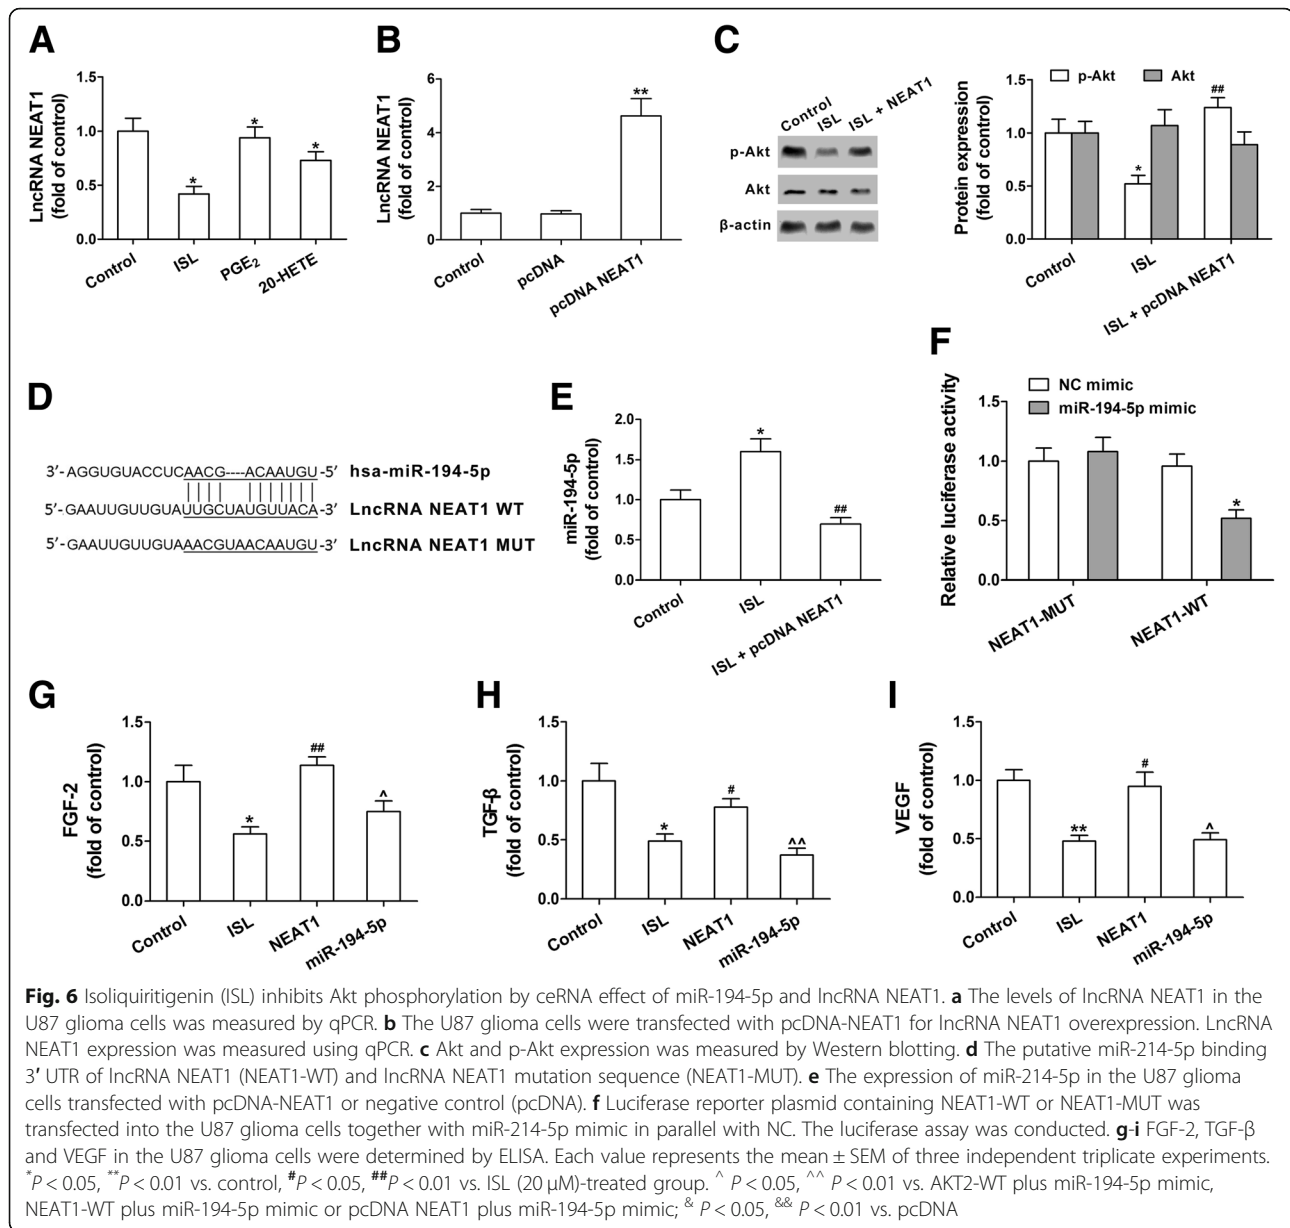 A
LncRNA NEAT1
(fold of control)
1.5
1.0
0.5
0.0
*
*
*
Control
ISL
PGE2
20-HETE
B
LncRNA NEAT1
(fold of control)
6
4
2
0
**
Control
pcDNA
pcDNA NEAT1
C
Control
ISL
ISL + NEAT1
p-Akt
Akt
β-actin
Protein expression
(fold of control)
1.5
1.0
0.5
0.0
p-Akt
Akt
*
##
Control
ISL
ISL + pcDNA NEAT1
D
3′-AGGUGUACCUCAACG----ACAAUGU-5′ hsa-miR-194-5p
5′-GAAUUGUUGUAUUGCUAUGUUACA-3′ LncRNA NEAT1 WT
5′-GAAUUGUUGUAAACGUAACAAUGU-3′ LncRNA NEAT1 MUT
E
miR-194-5p
(fold of control)
2.0
1.5
1.0
0.5
0.0
*
##
Control
ISL
ISL + pcDNA NEAT1
F
Relative luciferase activity
1.5
1.0
0.5
0.0
NC mimic
miR-194-5p mimic
*
NEAT1-MUT
NEAT1-WT
G
FGF-2
(fold of control)
1.5
1.0
0.5
0.0
*
##
^
Control
ISL
NEAT1
miR-194-5p
H
TGF-β
(fold of control)
1.5
1.0
0.5
0.0
*
#
^^
Control
ISL
NEAT1
miR-194-5p
I
VEGF
(fold of control)
1.5
1.0
0.5
0.0
**
#
^
Control
ISL
NEAT1
miR-194-5p
Fig. 6 Isoliquiritigenin (ISL) inhibits Akt phosphorylation by ceRNA effect of miR-194-5p and lncRNA NEAT1. a The levels of lncRNA NEAT1 in the
U87 glioma cells was measured by qPCR. b The U87 glioma cells were transfected with pcDNA-NEAT1 for lncRNA NEAT1 overexpression. LncRNA
NEAT1 expression was measured using qPCR. c Akt and p-Akt expression was measured by Western blotting. d The putative miR-214-5p binding
3′ UTR of lncRNA NEAT1 (NEAT1-WT) and lncRNA NEAT1 mutation sequence (NEAT1-MUT). e The expression of miR-214-5p in the U87 glioma
cells transfected with pcDNA-NEAT1 or negative control (pcDNA). f Luciferase reporter plasmid containing NEAT1-WT or NEAT1-MUT was
transfected into the U87 glioma cells together with miR-214-5p mimic in parallel with NC. The luciferase assay was conducted. g-i FGF-2, TGF-β
and VEGF in the U87 glioma cells were determined by ELISA. Each value represents the mean ± SEM of three independent triplicate experiments.
*P < 0.05, **P < 0.01 vs. control, #P < 0.05, ##P < 0.01 vs. ISL (20 μM)-treated group. ^ P < 0.05, ^^ P < 0.01 vs. AKT2-WT plus miR-194-5p mimic,
NEAT1-WT plus miR-194-5p mimic or pcDNA NEAT1 plus miR-194-5p mimic; & P < 0.05, && P < 0.01 vs. pcDNA